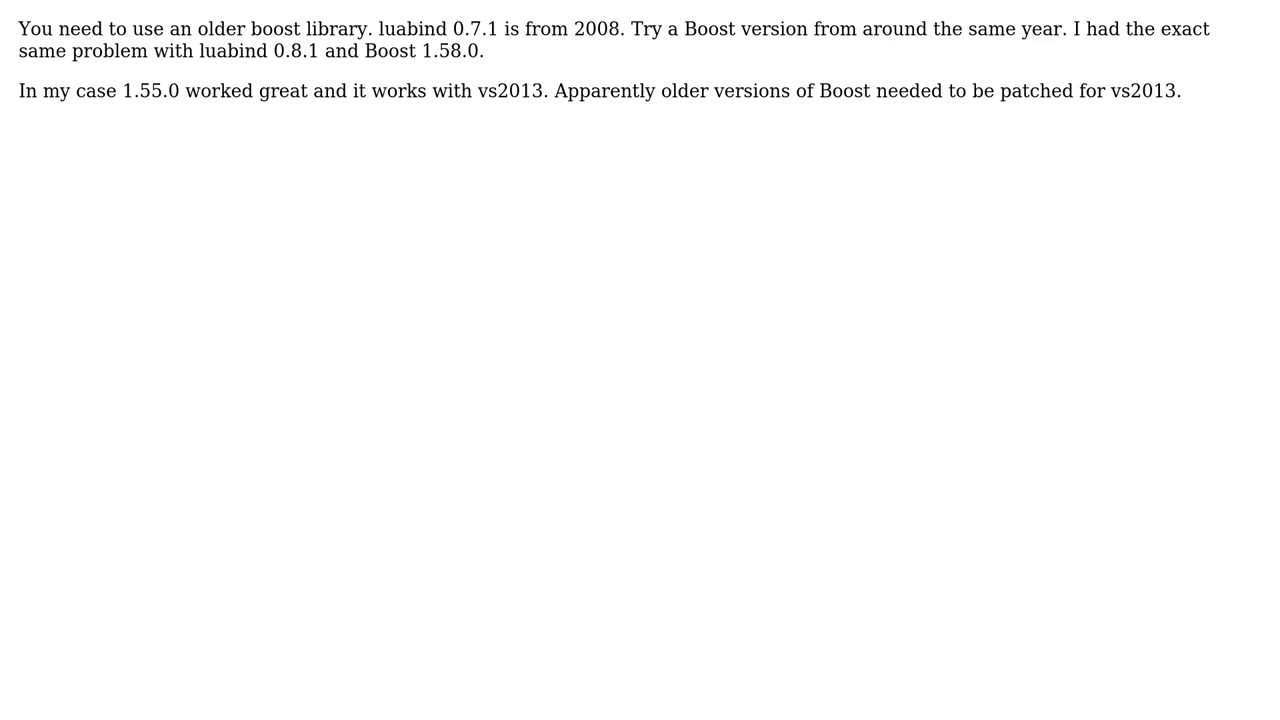 You need to use an older boost library. luabind 0.7.1 is from 2008. Try a Boost version from around the same year. I had the exact
same problem with luabind 0.8.1 and Boost 1.58.0.
In my case 1.55.0 worked great and it works with vs2013. Apparently older versions of Boost needed to be patched for vs2013.